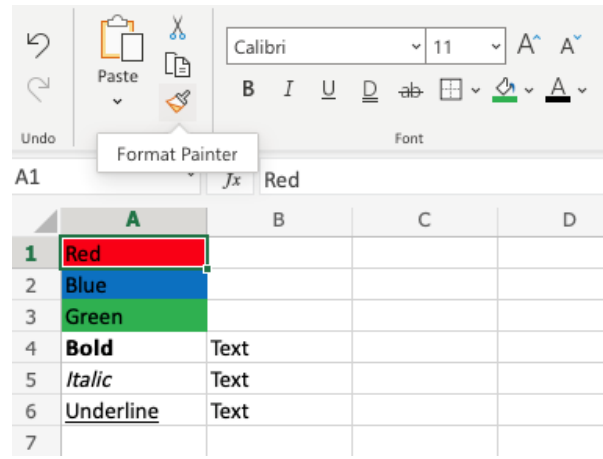 Calibri 11 A A
Paste
B I U D ab A
Undo
Font
Format Painter
A1 fx Red
A B C D
1 Red
2 Blue
3 Green
4 Bold Text
5 Italic Text
6 Underline Text
7